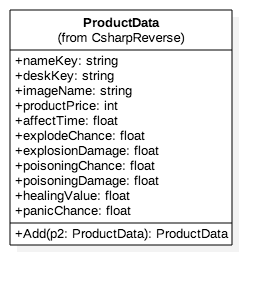 ProductData
(from CsharpReverse)
+nameKey: string
+deskKey: string
+imageName: string
+productPrice: int
+affectTime: float
+explodeChance: float
+explosionDamage: float
+poisoningChance: float
+poisoningDamage: float
+healingValue: float
+panicChance: float
+Add(p2: ProductData): ProductData